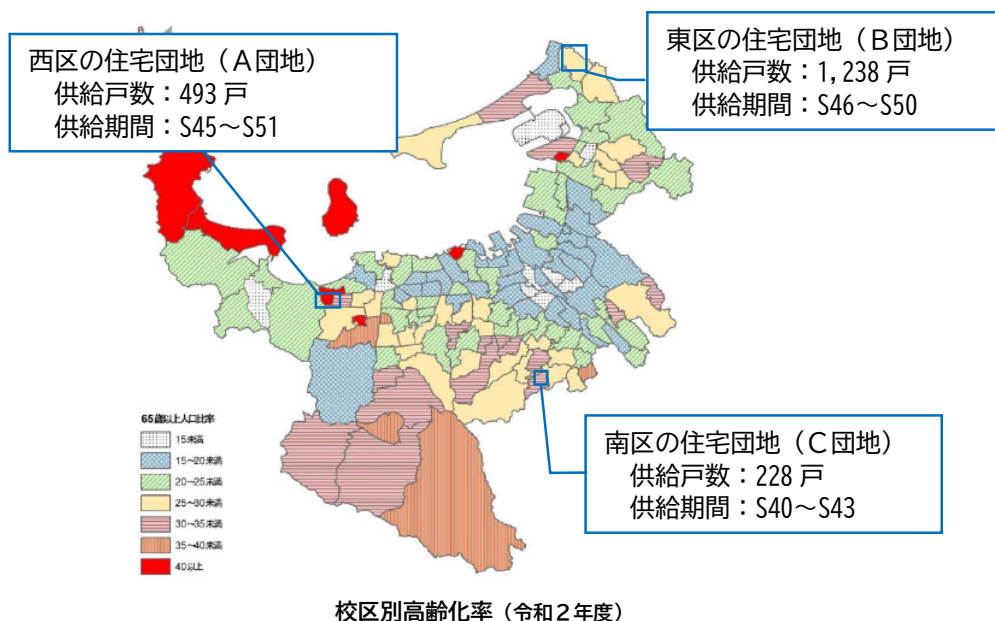 西区の住宅団地（A団地）
供給戸数：493 戸
供給期間：S45～S51
東区の住宅団地（B団地）
供給戸数：1,238 戸
供給期間：S46～S50
南区の住宅団地（C団地）
供給戸数：228 戸
供給期間：S40～S43
65歳以上人口比率
15未満
15～20未満
20～25未満
25～30未満
30～35未満
35～40未満
40以上
校区別高齢化率（令和２年度）